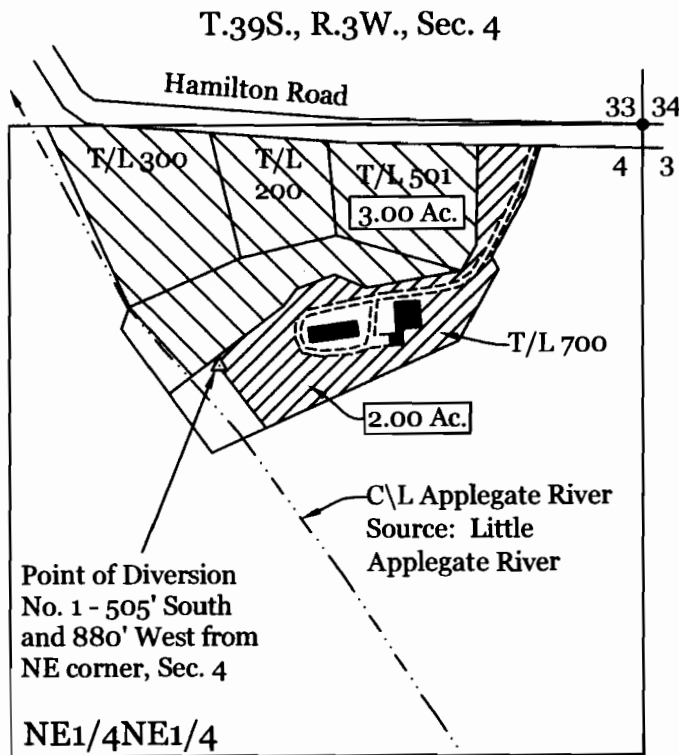 T.39S., R.3W., Sec. 4
Hamilton Road
33 34
4 3
T/L 300
T/L
200
T/L 501
3.00 Ac.
T/L 700
2.00 Ac.
C\L Applegate River
Source: Little
Applegate River
Point of Diversion
No. 1 - 505' South
and 880' West from
NE corner, Sec. 4
NE1/4NE1/4